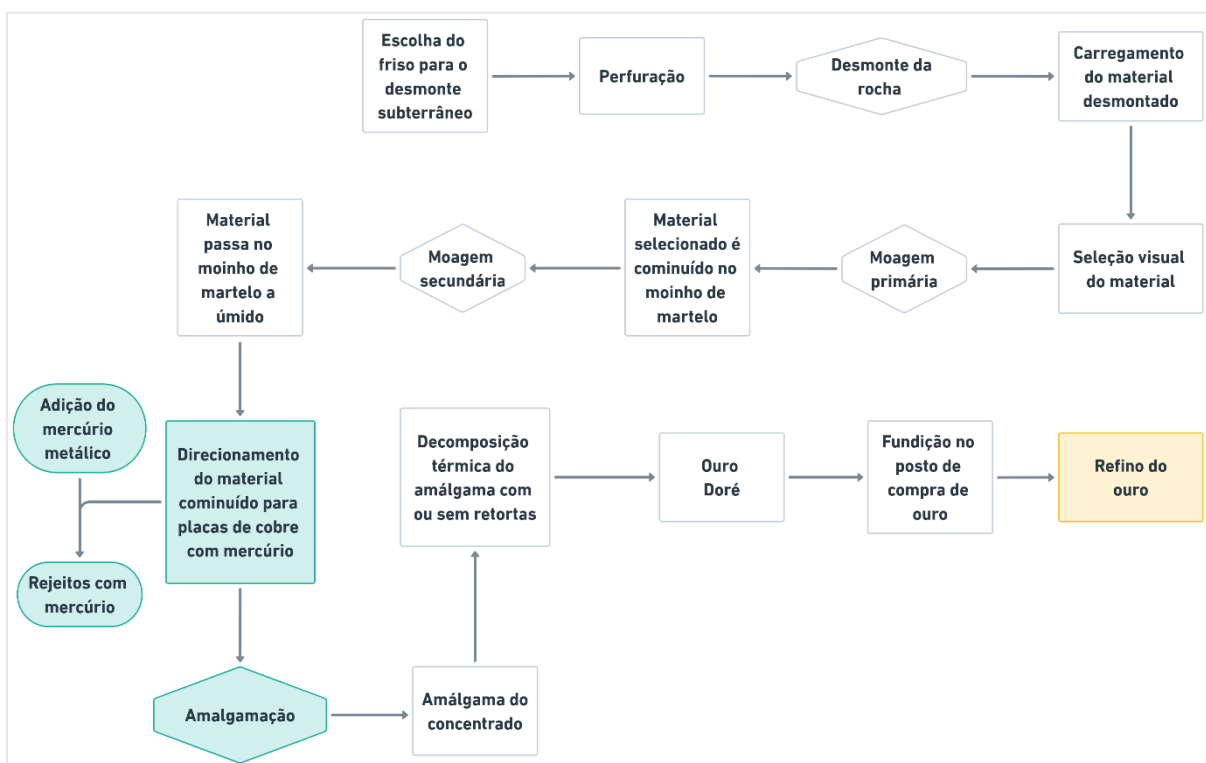 Escolha do
friso para o
desmonte
subterrâneo
Perfuração
Desmonte da
rocha
Carregamento
do material
desmontado
Seleção visual
do material
Moagem
primária
Material
selecionado é
cominuído no
moinho de
martelo
Moagem
secundária
Material
passa no
moinho de
martelo a
úmido
Adição do
mercúrio
metálico
Direcionamento
do material
cominuído para
placas de cobre
com mercúrio
Rejeitos com
mercúrio
Amalgamação
Amálgama do
concentrado
Decomposição
térmica do
amálgama com
ou sem retortas
Ouro
Doré
Fundição no
posto de
compra de
ouro
Refino do
ouro